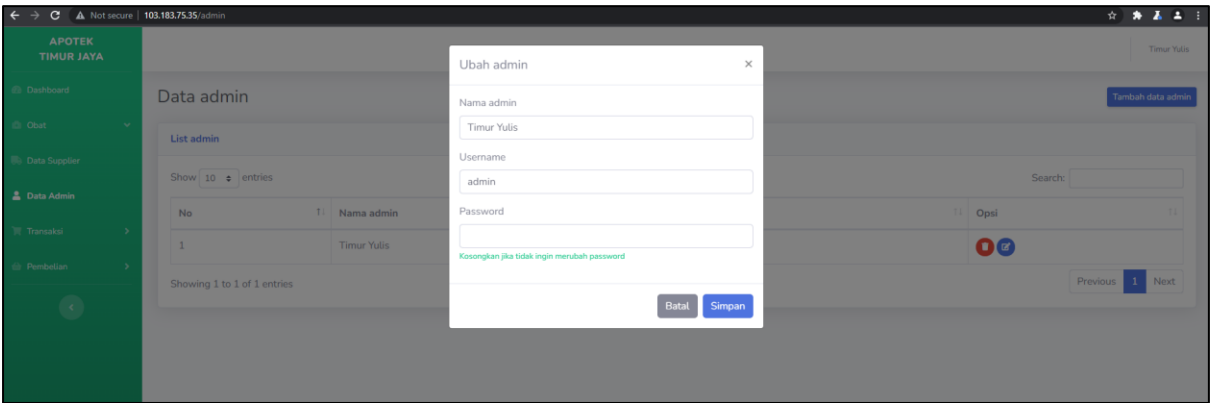 Not secure | 103.183.75.35/admin
APOTEK
TIMUR JAYA
Timur Yulis
Dashboard
Obat
Data Supplier
Data Admin
Transaksi
Pembelian
Data admin
Tambah data admin
List admin
Show 10 entries
Search:
No Nama admin Opsi
1 Timur Yulis
Showing 1 to 1 of 1 entries
Previous 1 Next
Ubah admin ×
Nama admin
Timur Yulis
Username
admin
Password
Kosongkan jika tidak ingin merubah password
Batal Simpan